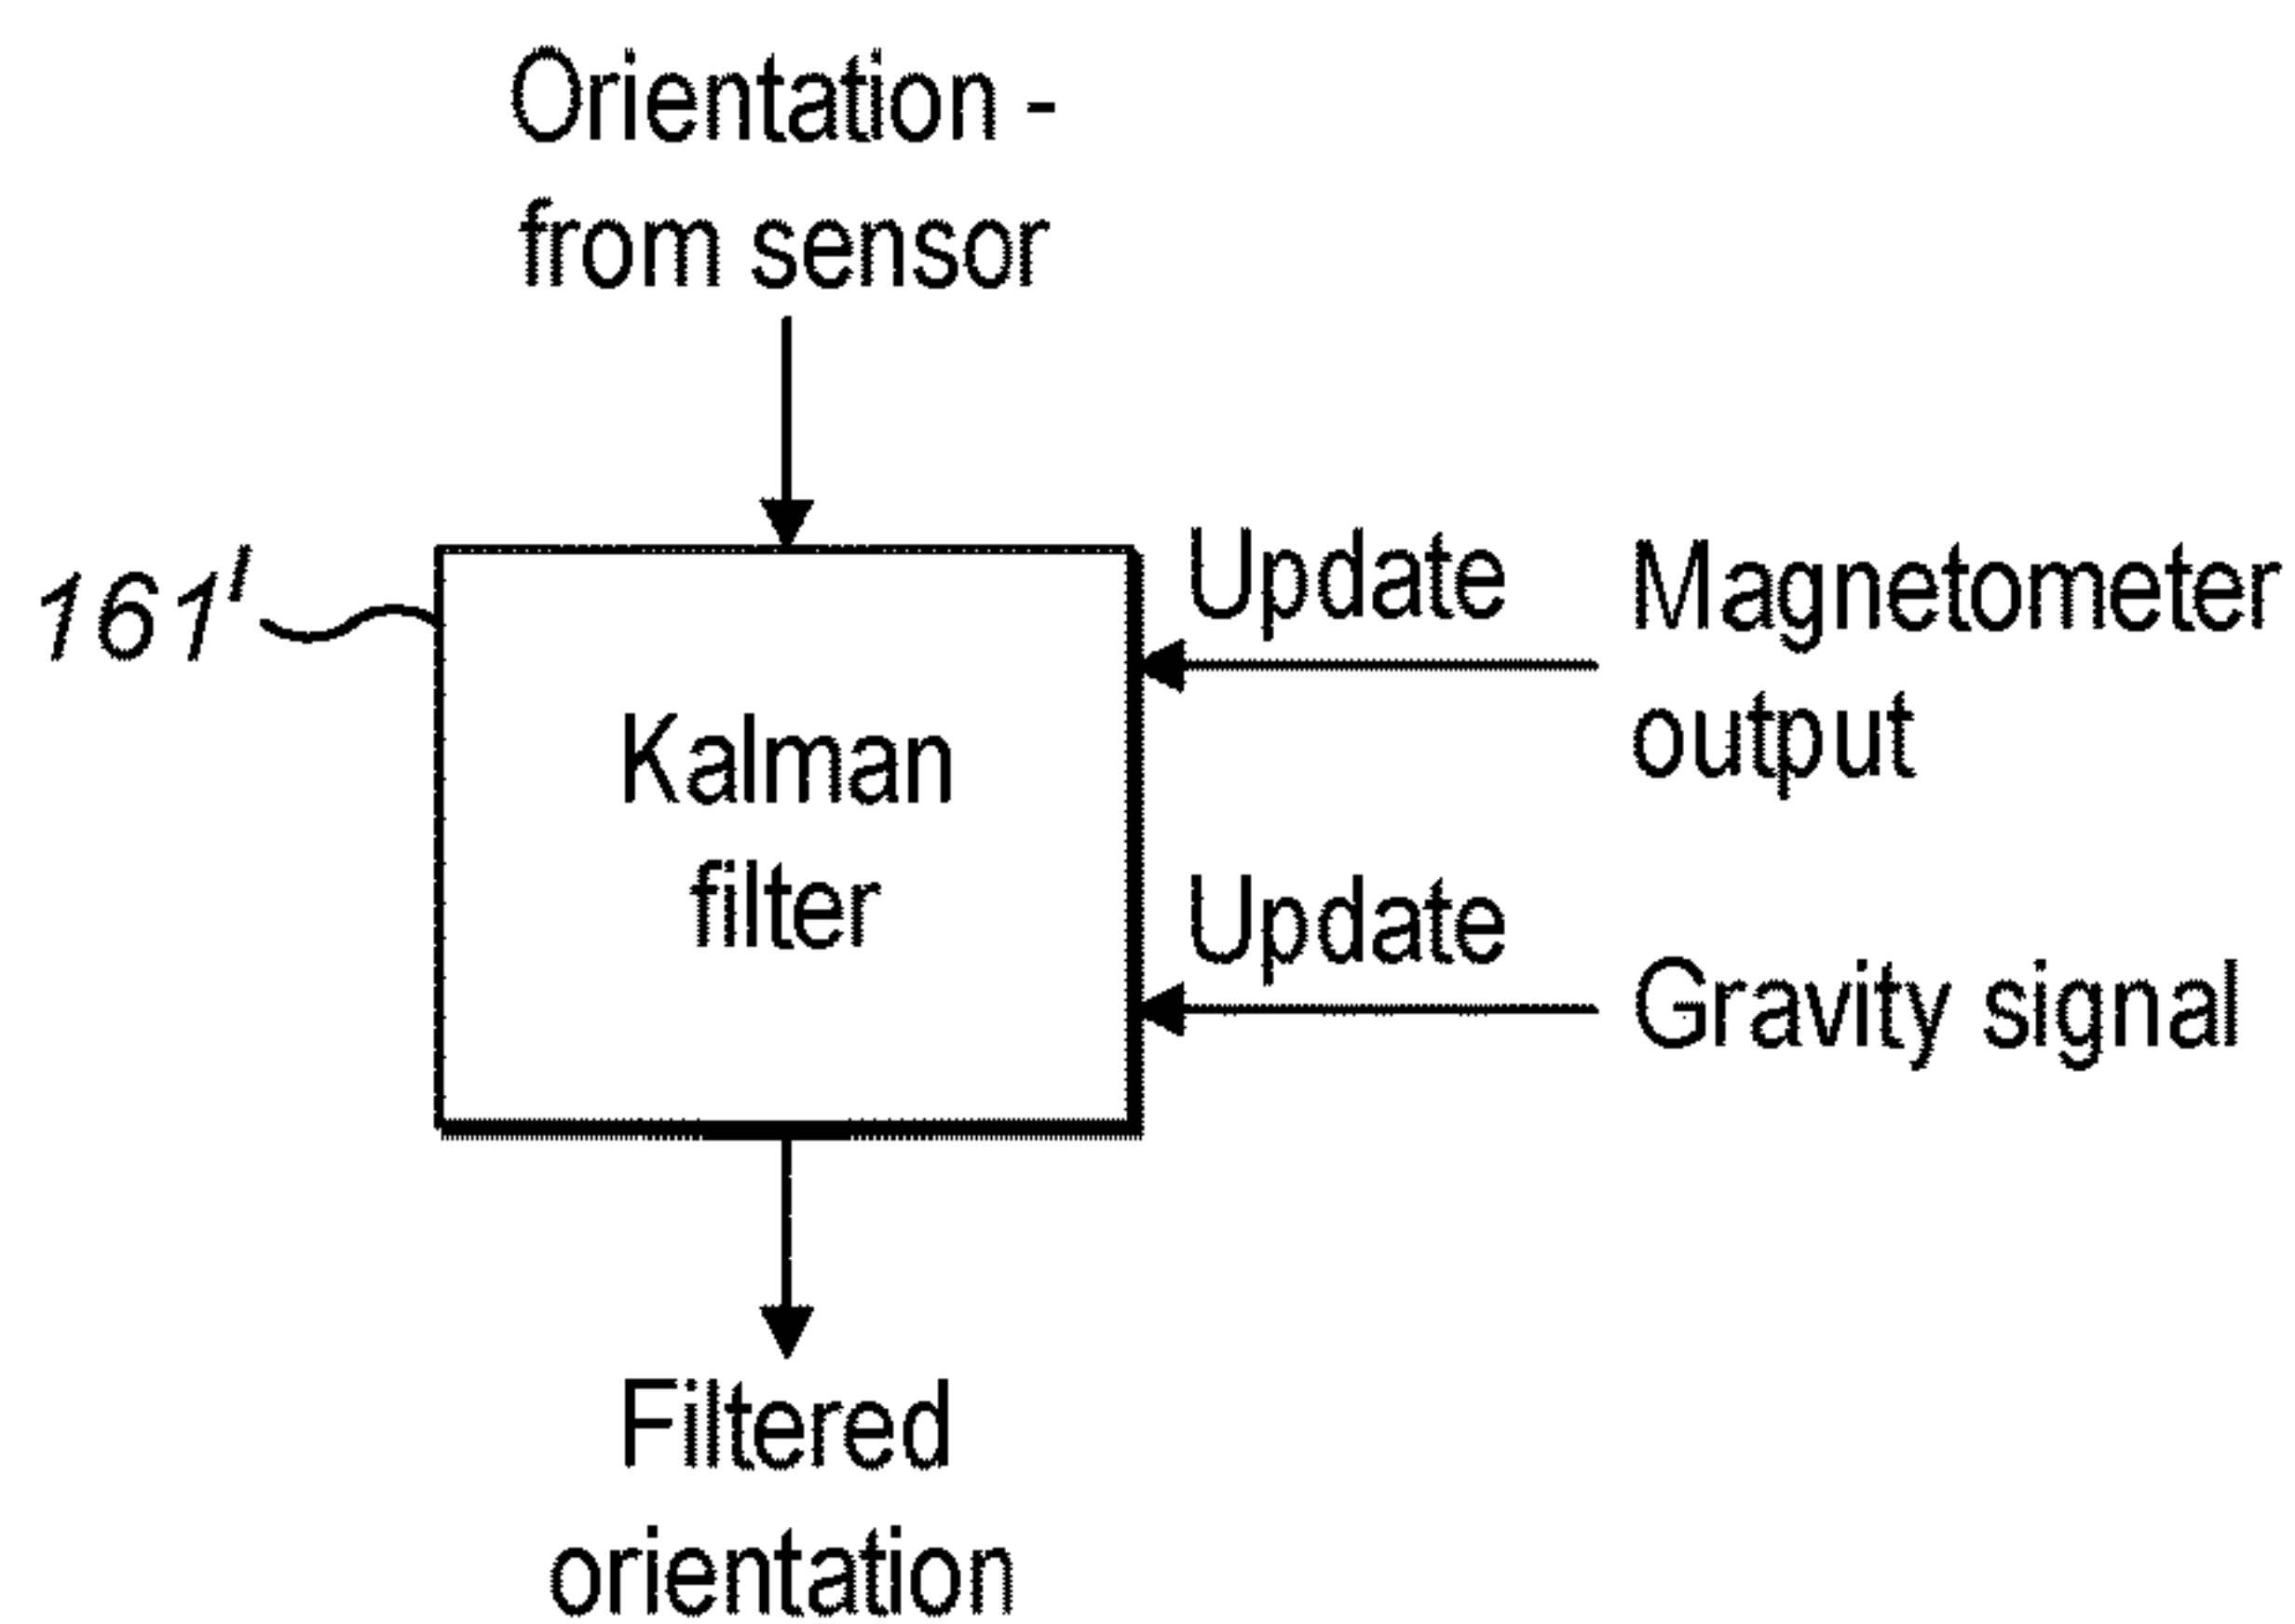 Orientation -
from sensor
161'
Update
Magnetometer
output
Kalman
filter
Update
Gravity signal
Filtered
orientation